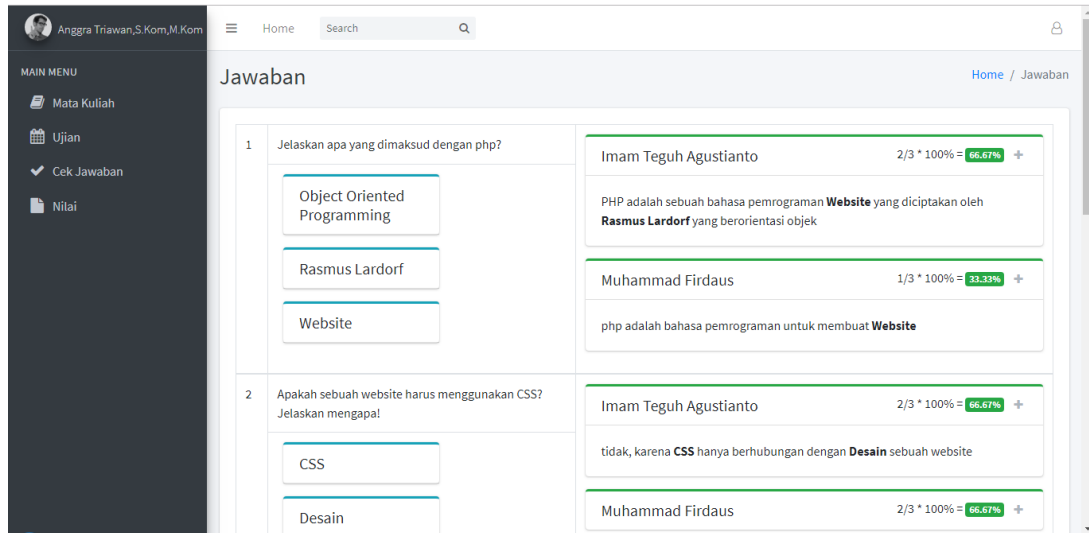 Anggra Triawan,S.Kom,M.Kom
Home
Search
MAIN MENU
Mata Kuliah
Ujian
Cek Jawaban
Nilai
Jawaban
Home / Jawaban
1
Jelaskan apa yang dimaksud dengan php?
Object Oriented
Programming
Rasmus Lardorf
Website
Imam Teguh Agustianto
2/3 * 100% = 66.67% +
PHP adalah sebuah bahasa pemrograman Website yang diciptakan oleh
Rasmus Lardorf yang berorientasi objek
Muhammad Firdaus
1/3 * 100% = 33.33% +
php adalah bahasa pemrograman untuk membuat Website
2
Apakah sebuah website harus menggunakan CSS?
Jelaskan mengapa!
CSS
Desain
Imam Teguh Agustianto
2/3 * 100% = 66.67% +
tidak, karena CSS hanya berhubungan dengan Desain sebuah website
Muhammad Firdaus
2/3 * 100% = 66.67% +